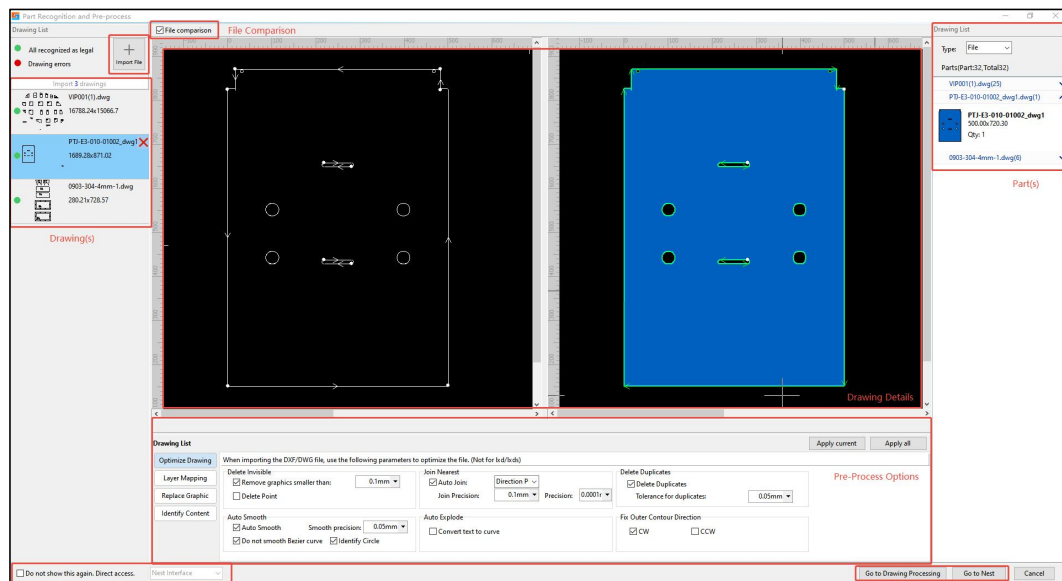 Part Recognition and Pre-process
Drawing List
All recognized as legal
Drawing errors
Import File
Import 3 drawings
VIP001(1).dwg
16788.24x15066.7
PTJ-E3-010-01002_dwg1
1689.28x871.02
0903-304-4mm-1.dwg
280.21x728.57
Drawing(s)
File comparison
File Comparison
Drawing Details
Drawing List
Type:
File
Parts(Part:32,Total32)
VIP001(1).dwg(25)
PTJ-E3-010-01002_dwg1.dwg(1)
PTJ-E3-010-01002_dwg1
500.00x720.30
Qty: 1
0903-304-4mm-1.dwg(6)
Part(s)
Drawing List
Apply current
Apply all
Optimize Drawing
Layer Mapping
Replace Graphic
Identify Content
When importing the DXF/DWG file, use the following parameters to optimize the file. (Not for lxd/lxds)
Delete Invisible
Remove graphics smaller than:
0.1mm
Delete Point
Join Nearest
Auto Join:
Direction P
Join Precision:
0.1mm
Precision:
0.0001r
Delete Duplicates
Delete Duplicates
Tolerance for duplicates:
0.05mm
Pre-Process Options
Auto Smooth
Auto Smooth
Smooth precision:
0.05mm
Do not smooth Bezier curve
Identify Circle
Auto Explode
Convert text to curve
Fix Outer Contour Direction
CW
CCW
Do not show this again. Direct access.
Nest Interface
Go to Drawing Processing
Go to Nest
Cancel